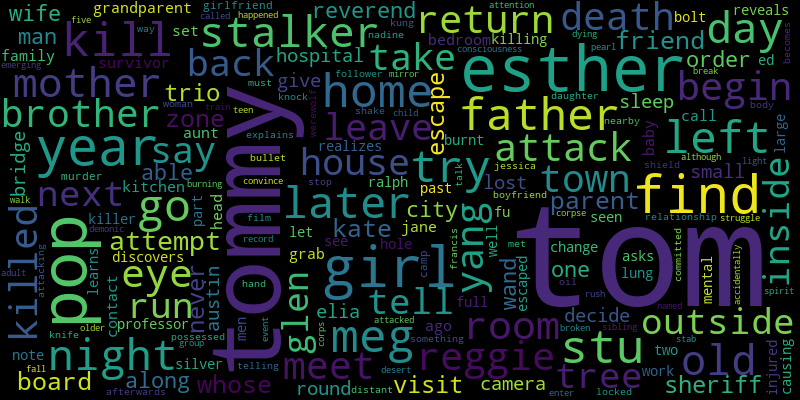 wife grandparent girlfriend reverend called happened death bolt five
man kill set stalker way kung return attention friend reveals day
family survivor back hospital take nadine bedroom killing dying pearl order ed becomes
emerging mother trio give consciousness esther sleep begin
brother zone must follower mirror home escape father shake child daughter nearby call body
year say aunt woman knock train teen werewolf leave burnt attack baby left break large
bridge able explains realizes house try talk although light small shield
murder kitchen bullet stop ralph past jessica lost town find parent inside
next go burning convince later boyfriend corpse seen relationship struggle
walk part head film city fu
killed pop killer tommy let kate jane yang well met tom change mental accidentally
demonic attempt record see hole francis wand escaped one asks committed
attacking discovers never austin grab girl camp oil lung spirit
adult learns eye hand glen elia tell rush
contact run men event corps full named
older professor possessed attacked ago room decide outside
knife group meg something broken sibling
note night silver telling reggie stu stab two old injured causing
fall board along whose meet distant desert tree work
afterwards round visit camera enter locked sheriff